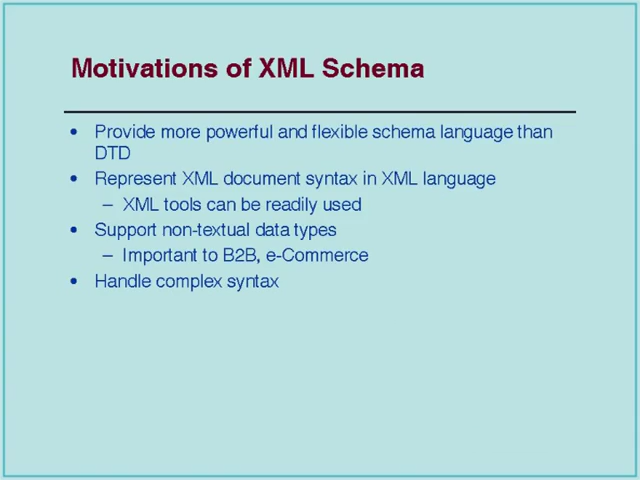 Motivations of XML Schema
• Provide more powerful and flexible schema language than
DTD
• Represent XML document syntax in XML language
– XML tools can be readily used
• Support non-textual data types
– Important to B2B, e-Commerce
• Handle complex syntax